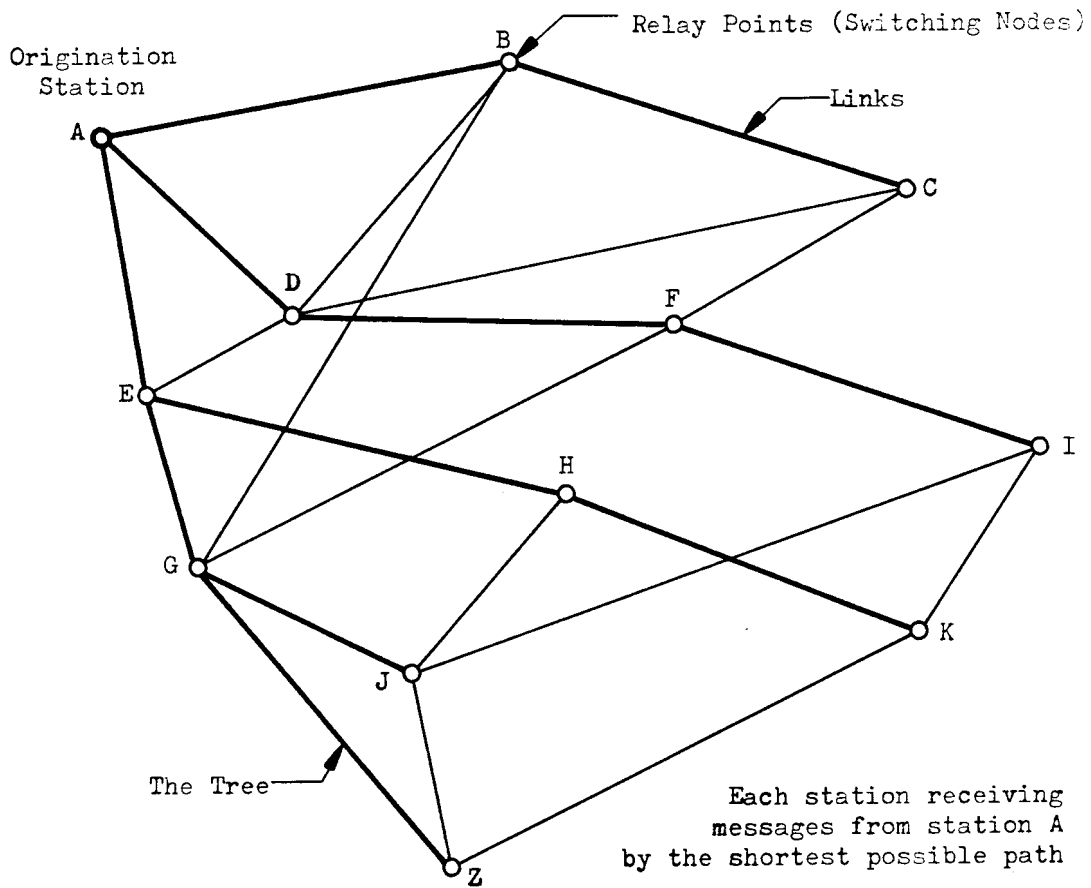 Relay Points (Switching Nodes)
B
Origination
Station
Links
A
C
D
F
E
I
H
G
K
J
The Tree
Each station receiving
messages from station A
by the shortest possible path
Z